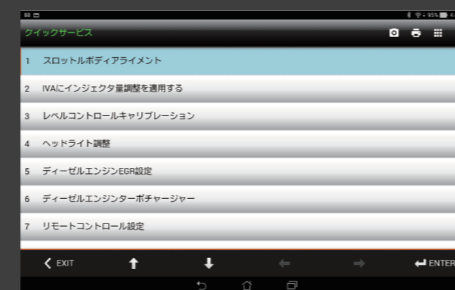 クイックサービス
95%
1 スロットルボディアライメント
2 IVAにインジェクタ量調整を適用する
3 レベルコントロールキャリブレーション
4 ヘッドライト調整
5 ディーゼルエンジンEGR設定
6 ディーゼルエンジンターボチャージャー
7 リモートコントロール設定
EXIT ENTER